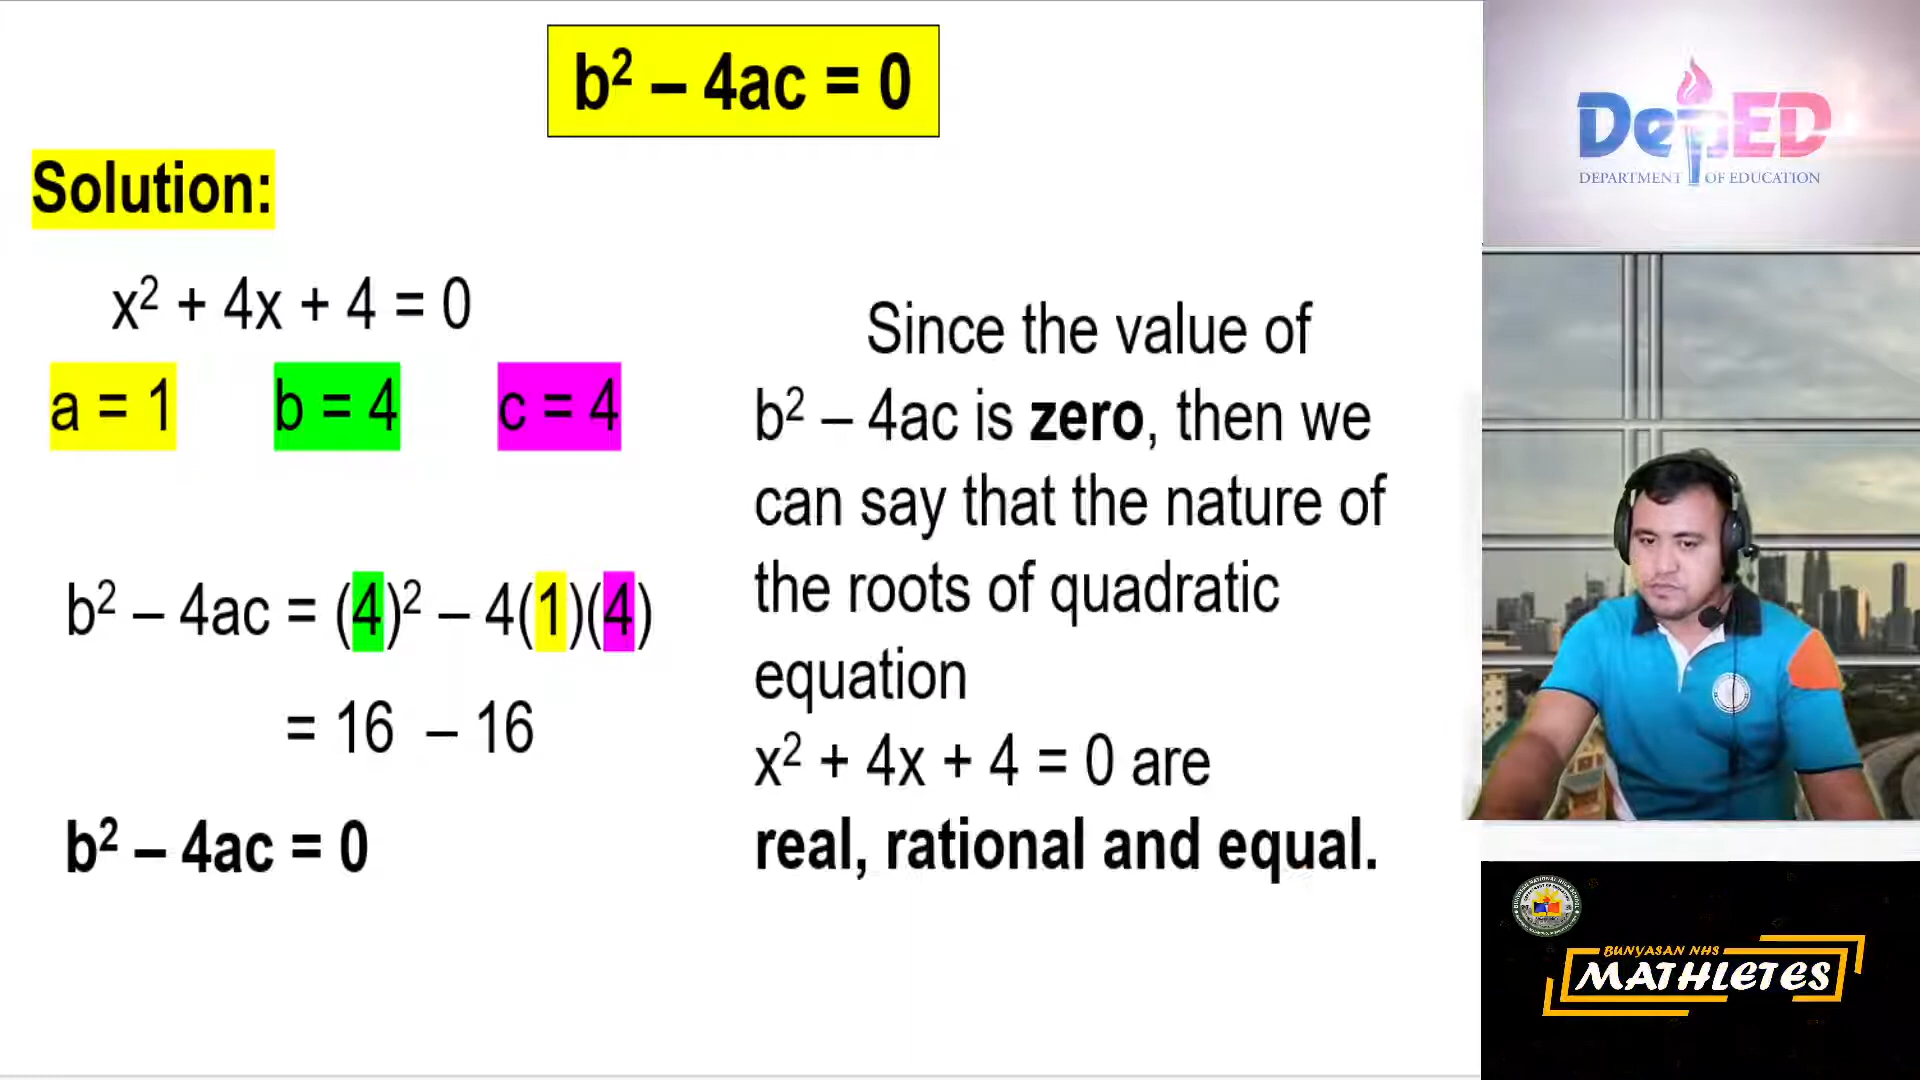 b² – 4ac = 0
Solution:
x² + 4x + 4 = 0
a = 1 b = 4 c = 4
b² – 4ac = (4)² – 4(1)(4)
= 16 – 16
b² – 4ac = 0
Since the value of
b² – 4ac is zero, then we
can say that the nature of
the roots of quadratic
equation
x² + 4x + 4 = 0 are
real, rational and equal.
DepED
DEPARTMENT OF EDUCATION
BUNYASAN NHS
MATHLETES